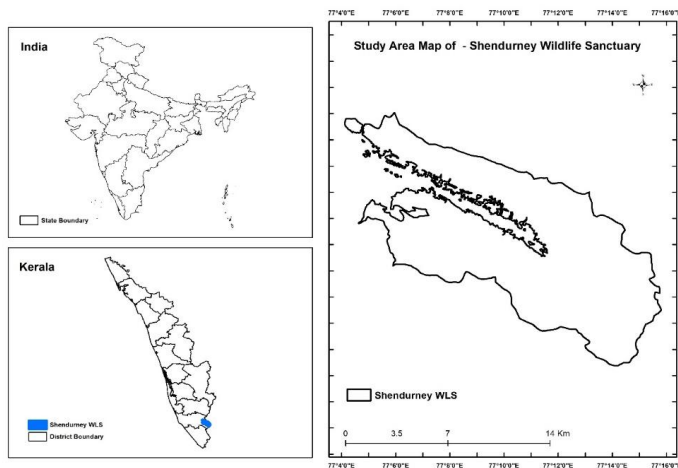 India
State Boundary
Kerala
Shendurney WLS
District Boundary
77°4'0"E 77°6'0"E 77°8'0"E 77°10'0"E 77°12'0"E 77°14'0"E 77°16'0"E
Study Area Map of - Shendurney Wildlife Sanctuary
Shendurney WLS
0 3.5 7 14 Km
77°4'0"E 77°6'0"E 77°8'0"E 77°10'0"E 77°12'0"E 77°14'0"E 77°16'0"E